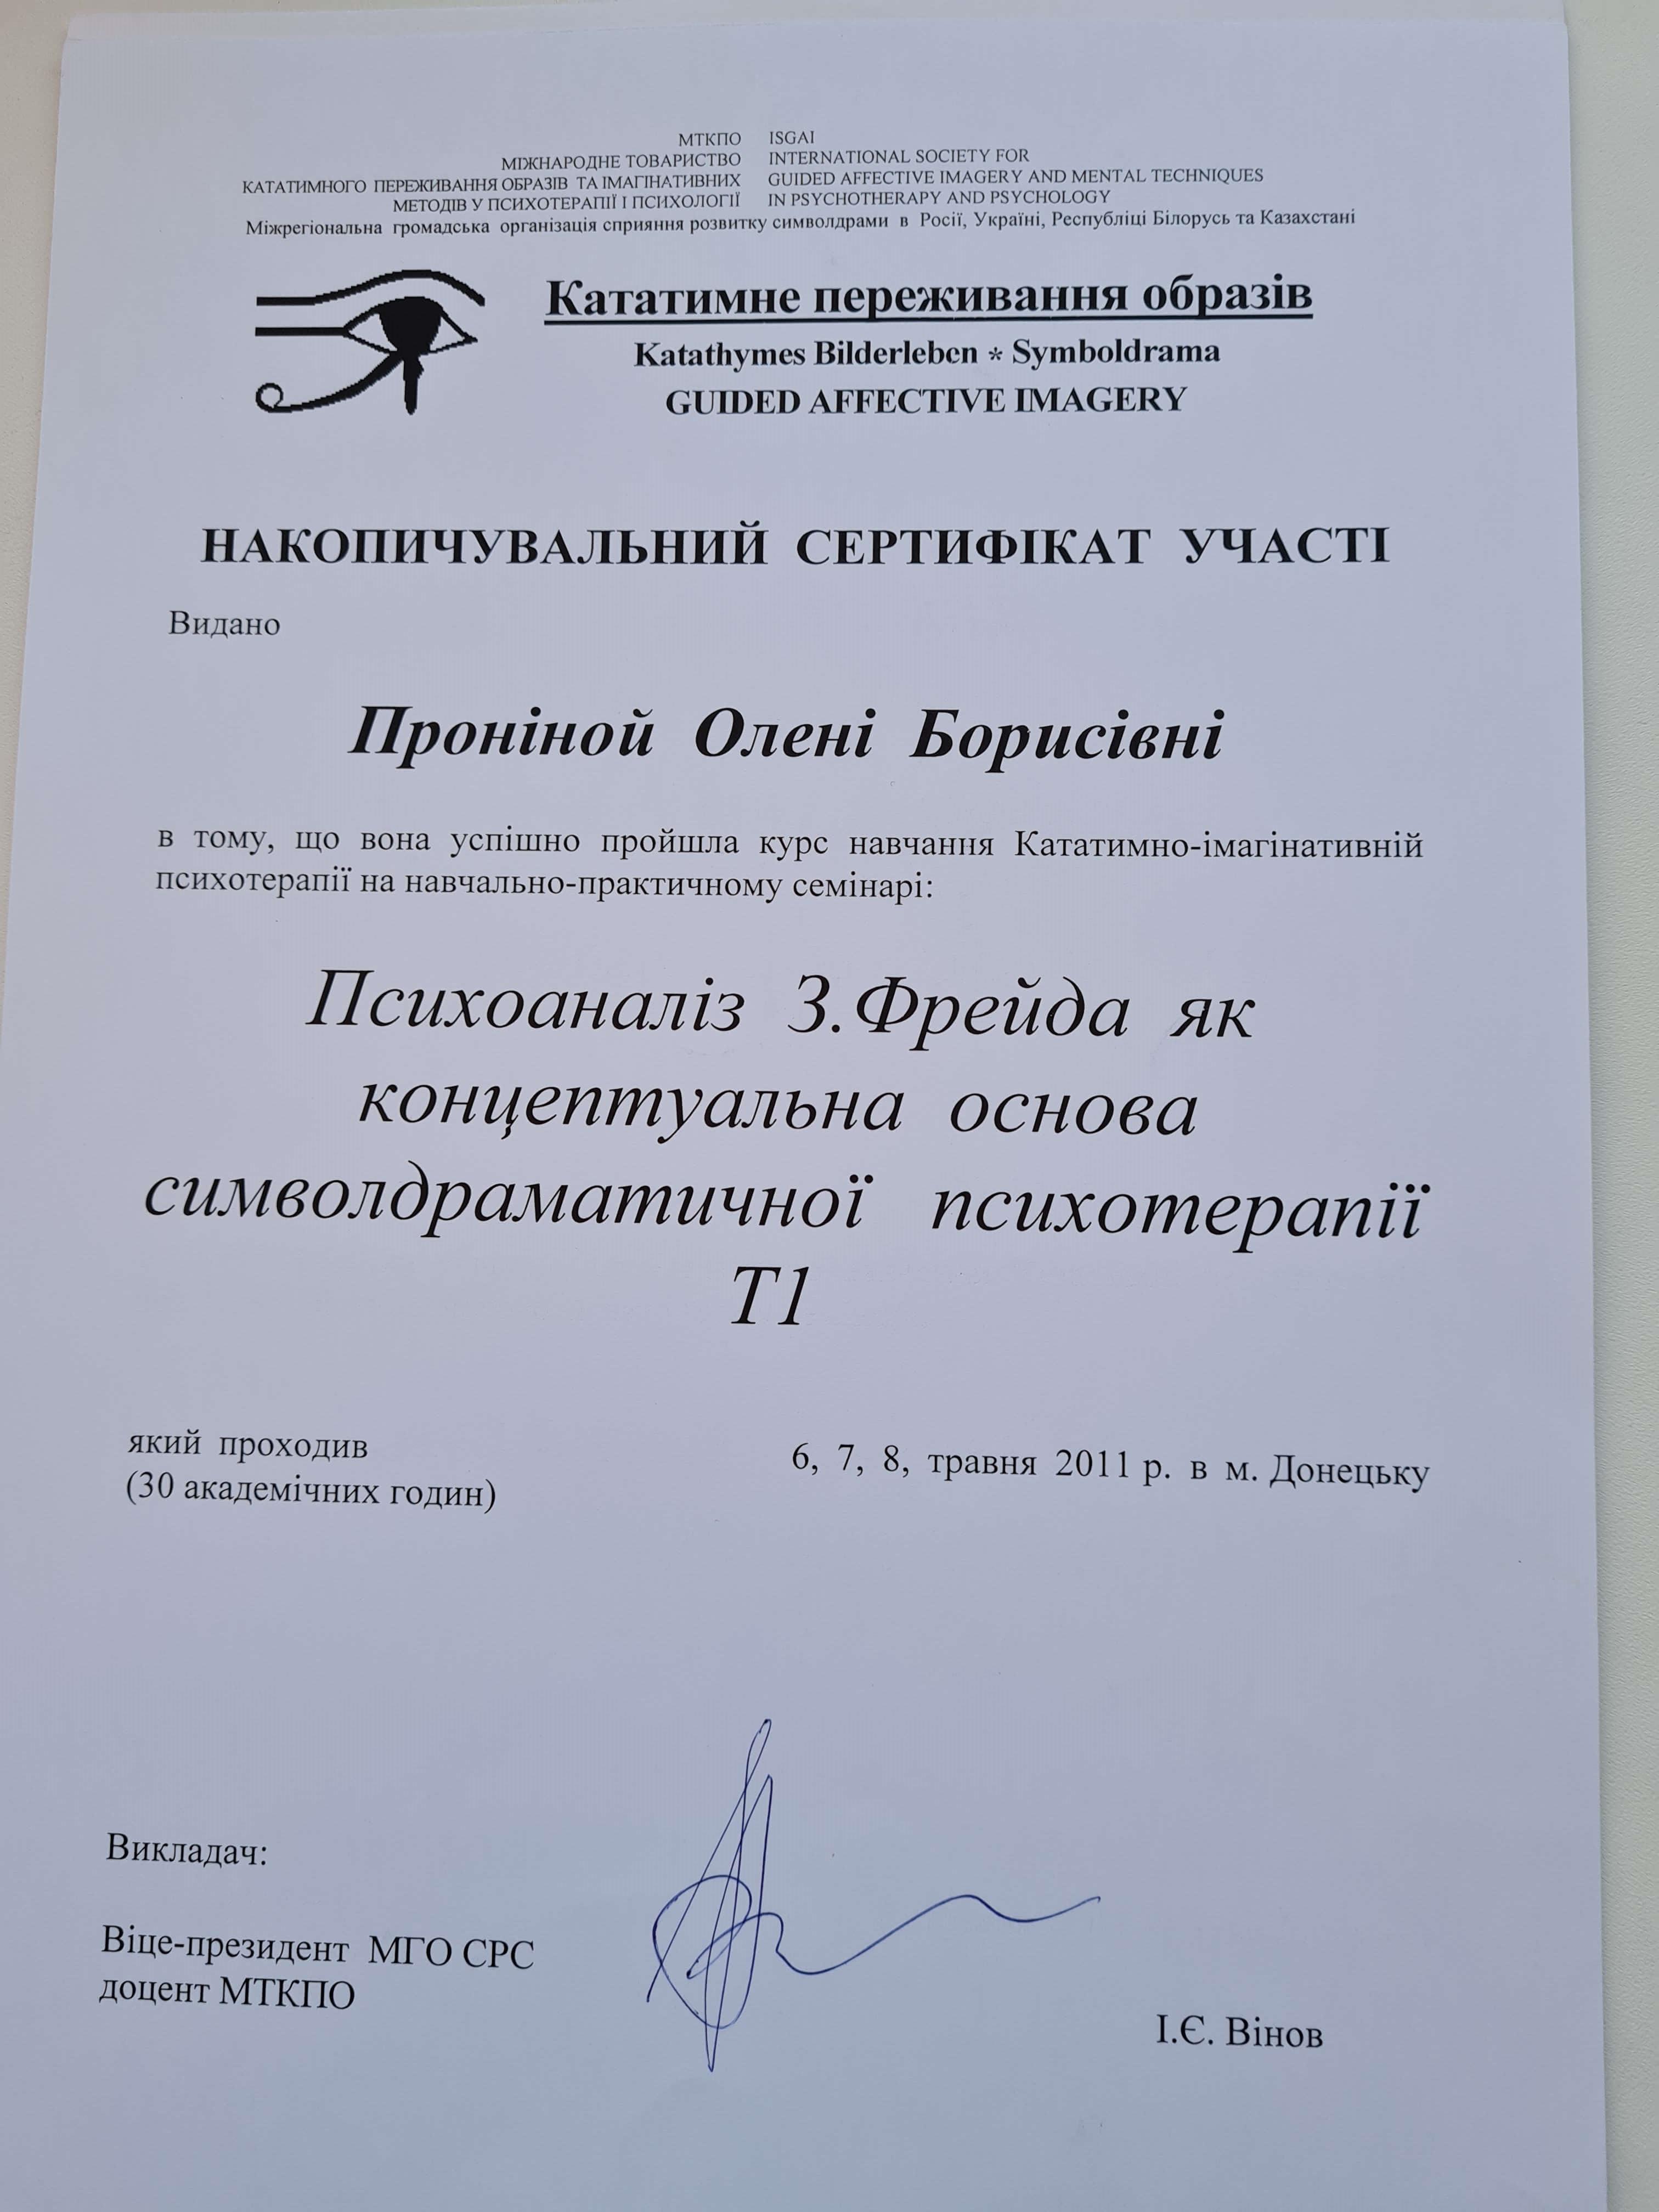 МТКПО ISGAI
МІЖНАРОДНЕ ТОВАРИСТВО INTERNATIONAL SOCIETY FOR
КАТАТИМНОГО ПЕРЕЖИВАННЯ ОБРАЗІВ ТА ІМАГІНАТИВНИХ GUIDED AFFECTIVE IMAGERY AND MENTAL TECHNIQUES
МЕТОДІВ У ПСИХОТЕРАПІЇ І ПСИХОЛОГІЇ IN PSYCHOTHERAPY AND PSYCHOLOGY
Міжрегіональна громадська організація сприяння розвитку символдрами в Росії, Україні, Республіці Білорусь та Казахстані
Кататимне переживання образів
Katathymes Bilderleben * Symboldrama
GUIDED AFFECTIVE IMAGERY
НАКОПИЧУВАЛЬНИЙ СЕРТИФІКАТ УЧАСТІ
Видано
Проніной Олені Борисівні
в тому, що вона успішно пройшла курс навчання Кататимно-імагінативній
психотерапії на навчально-практичному семінарі:
Психоаналіз З.Фрейда як
концептуальна основа
символдраматичної психотерапії
Т1
який проходив 6, 7, 8, травня 2011 р. в м. Донецьку
(30 академічних годин)
Викладач:
Віце-президент МГО СРС
доцент МТКПО
І.Є. Вінов